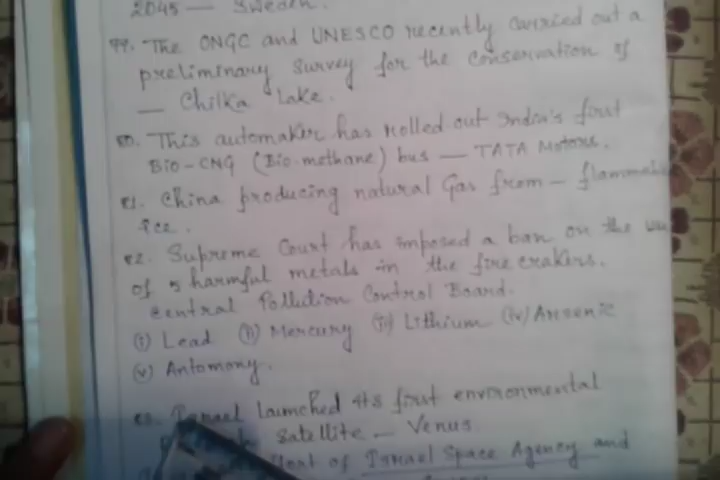 2045 — Sweden.
79. The ONGC and UNESCO recently carried out a
preliminary survey for the conservation of
— Chilka Lake.
80. This automaker has rolled out India's first
Bio-CNG (Bio-methane) bus — TATA Motors.
81. China producing natural Gas from — flammable
ice.
82. Supreme Court has imposed a ban on the use
of 5 harmful metals in the fire crakers.
Central Pollution Control Board.
(i) Lead (ii) Mercury (iii) Lithium (iv) Arsenic
(v) Antomony.
83. Israel launched its first environmental
satellite — Venus
of Israel Space Agency and